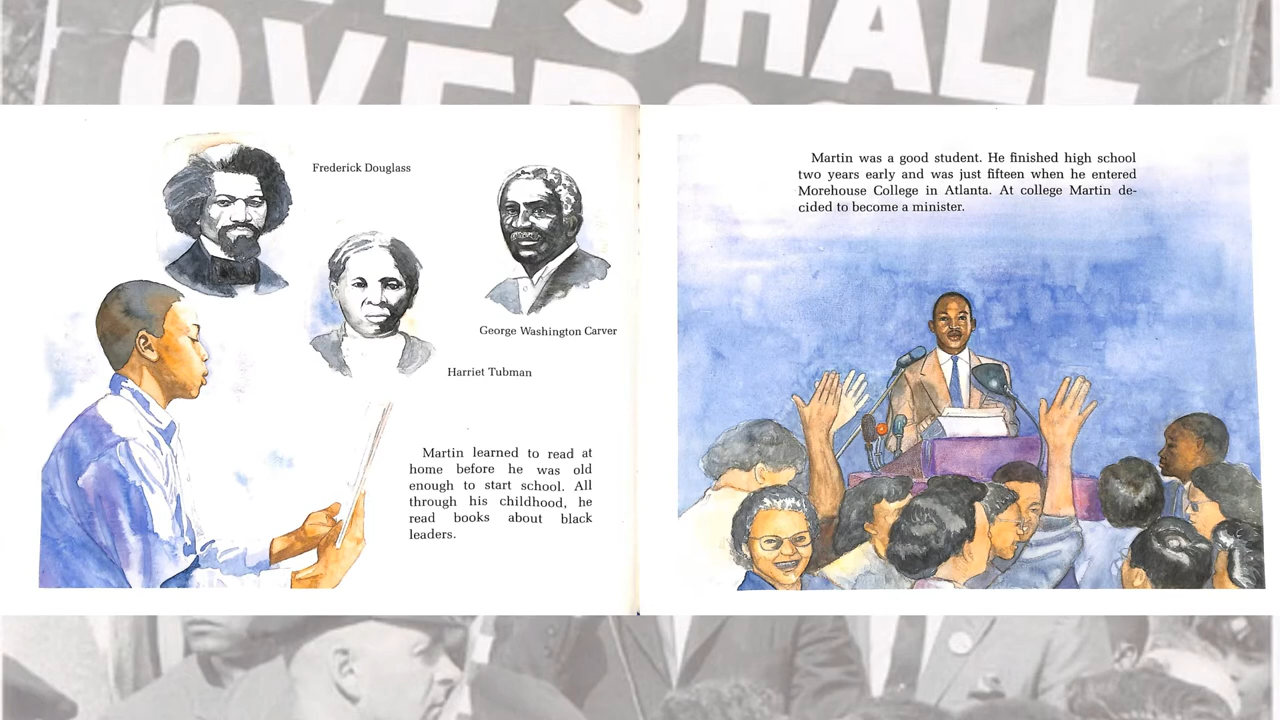 SHALL
Frederick Douglass
George Washington Carver
Harriet Tubman
Martin learned to read at
home before he was old
enough to start school. All
through his childhood, he
read books about black
leaders.
Martin was a good student. He finished high school
two years early and was just fifteen when he entered
Morehouse College in Atlanta. At college Martin de-
cided to become a minister.